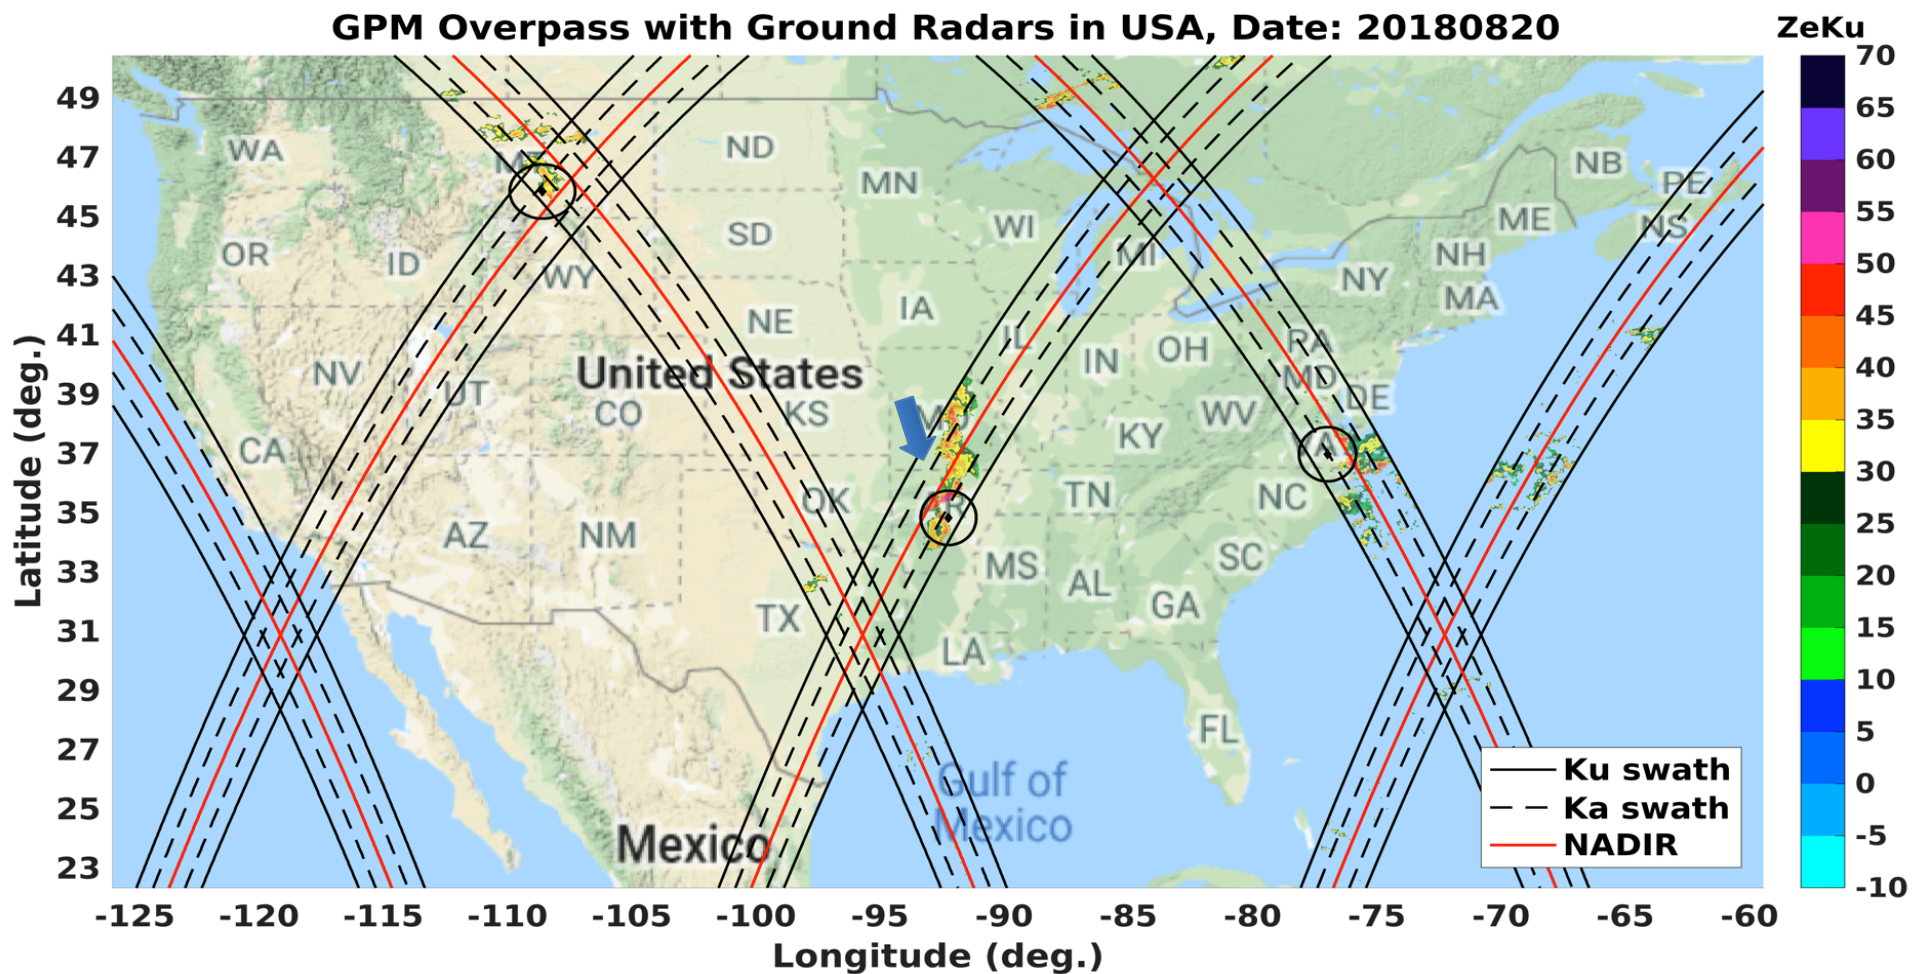 GPM Overpass with Ground Radars in USA, Date: 20180820
ZeKu
70
65
60
55
50
45
40
35
30
25
20
15
10
5
0
-5
-10
Latitude (deg.)
49
47
45
43
41
39
37
35
33
31
29
27
25
23
WA
MT
ND
MN
NB
PE
OR
ID
SD
WI
MI
ME
NS
WY
NY
NH
MA
NE
IA
IL
IN
OH
PA
NV
UT
United States
CO
KS
MO
KY
WV
MD
DE
CA
VA
AZ
NM
OK
AR
TN
NC
TX
MS
AL
SC
GA
LA
FL
Gulf of
Mexico
Mexico
Ku swath
Ka swath
NADIR
-125
-120
-115
-110
-105
-100
-95
-90
-85
-80
-75
-70
-65
-60
Longitude (deg.)